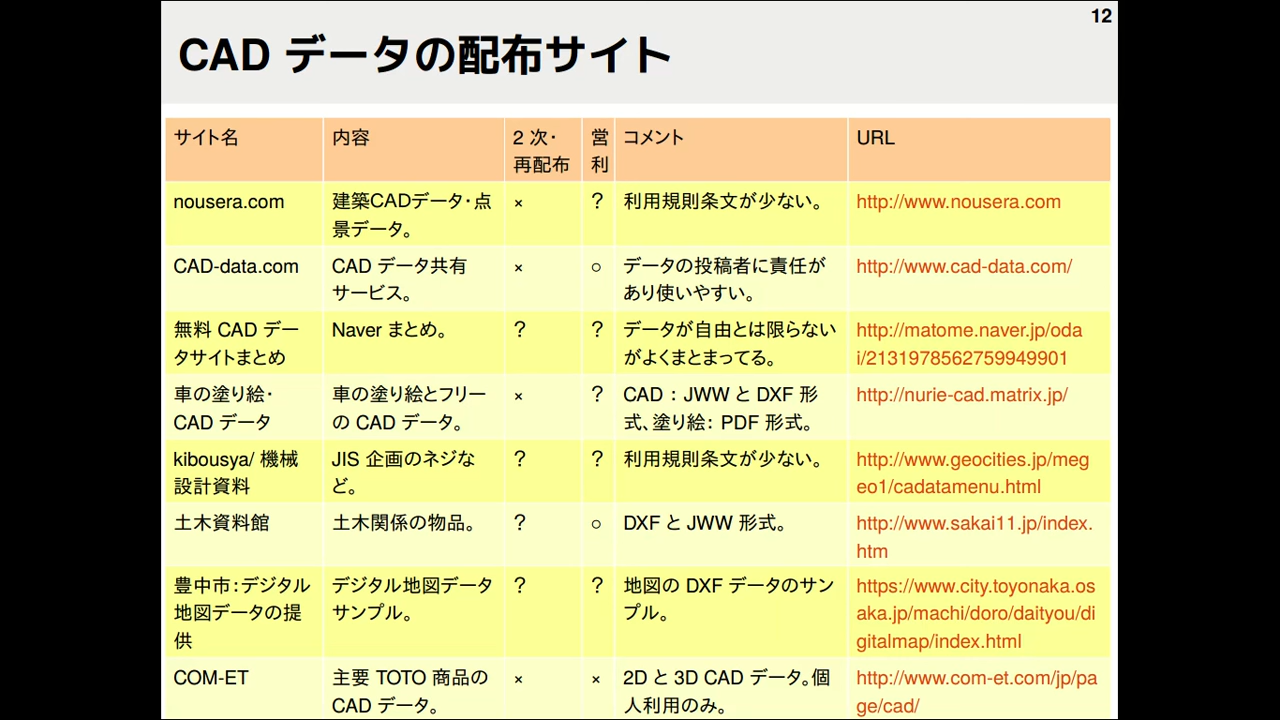 12
CAD データの配布サイト
サイト名
内容
2 次・
再配布
営
利
コメント
URL
nousera.com
建築CADデータ・点
景データ。
×
?
利用規則条文が少ない。
http://www.nousera.com
CAD-data.com
CAD データ共有
サービス。
×
○
データの投稿者に責任が
あり使いやすい。
http://www.cad-data.com/
無料 CAD デー
タサイトまとめ
Naver まとめ。
?
?
データが自由とは限らない
がよくまとまってる。
http://matome.naver.jp/oda
i/2131978562759949901
車の塗り絵・
CAD データ
車の塗り絵とフリー
の CAD データ。
×
?
CAD : JWW と DXF 形
式、塗り絵: PDF 形式。
http://nurie-cad.matrix.jp/
kibousya/ 機械
設計資料
JIS 企画のネジな
ど。
?
?
利用規則条文が少ない。
http://www.geocities.jp/meg
eo1/cadatamenu.html
土木資料館
土木関係の物品。
?
○
DXF と JWW 形式。
http://www.sakai11.jp/index.
htm
豊中市:デジタル
地図データの提
供
デジタル地図データ
サンプル。
?
?
地図の DXF データのサン
プル。
https://www.city.toyonaka.os
aka.jp/machi/doro/daityou/di
gitalmap/index.html
COM-ET
主要 TOTO 商品の
CAD データ。
×
×
2D と 3D CAD データ。個
人利用のみ。
http://www.com-et.com/jp/pa
ge/cad/